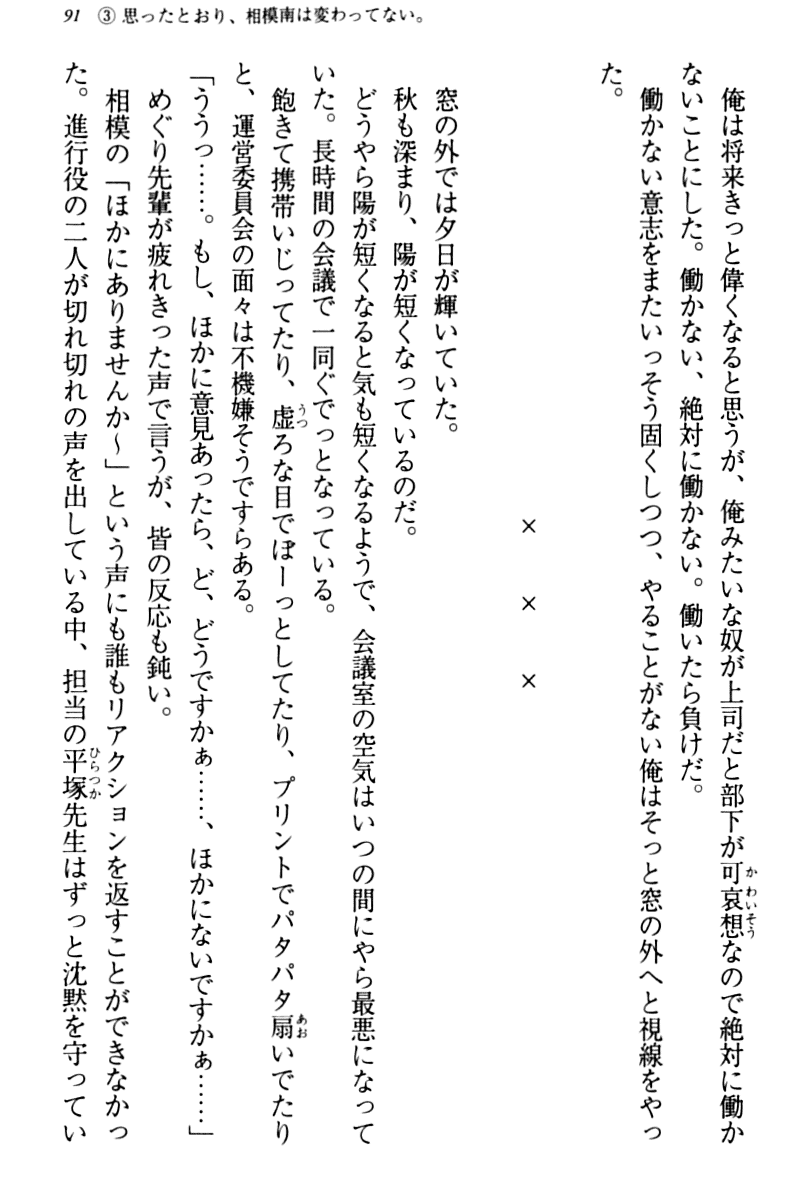 91 ③ 思ったとおり、相模南は変わってない。
俺は将来きっと偉くなると思うが、俺みたいな奴が上司だと部下が可哀想なので絶対に働か
ないことにした。働かない、絶対に働かない。働いたら負けだ。
働かない意志をまたいっそう固くしつつ、やることがない俺はそっと窓の外へと視線をやっ
た。
× × ×
窓の外では夕日が輝いていた。
秋も深まり、陽が短くなっているのだ。
どうやら陽が短くなると気も短くなるようで、会議室の空気はいつの間にやら最悪になって
いた。長時間の会議で一同ぐでっとなっている。
飽きて携帯いじってたり、虚ろな目でぼーっとしてたり、プリントでパタパタ扇いでたり
と、運営委員会の面々は不機嫌そうですらある。
「ううっ……。もし、ほかに意見あったら、ど、どうですかぁ……、ほかにないですかぁ……」
めぐり先輩が疲れきった声で言うが、皆の反応も鈍い。
相模の「ほかにありませんか～」という声にも誰もリアクションを返すことができなかっ
た。進行役の二人が切れ切れの声を出している中、担当の平塚先生はずっと沈黙を守ってい